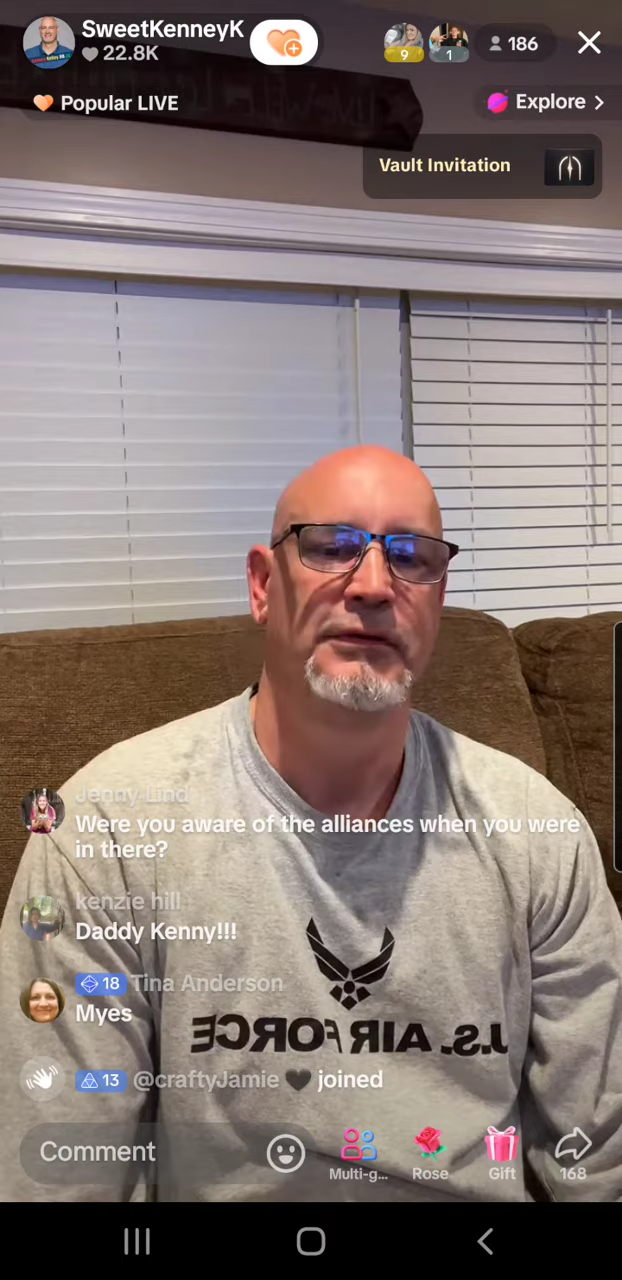 SweetKenneyK
22.8K
9
1
186
Popular LIVE
Explore
Vault Invitation
Jenny Lind
Were you aware of the alliances when you were
in there?
kenzie hill
Daddy Kenny!!!
18 Tina Anderson
Myes
13 @craftyJamie 🖤 joined
U.S. AIR FORCE
Comment
Multi-g...
Rose
Gift
168